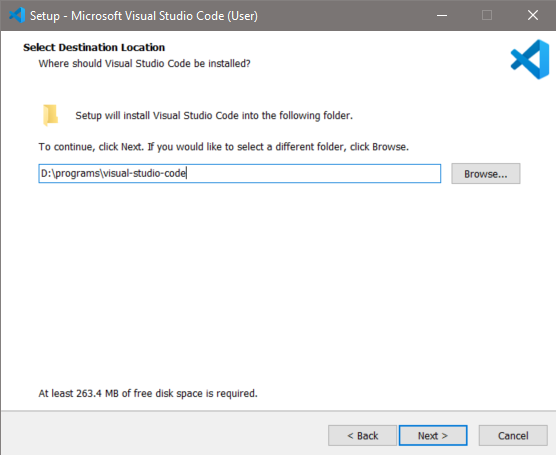 Setup - Microsoft Visual Studio Code (User)
Select Destination Location
Where should Visual Studio Code be installed?
Setup will install Visual Studio Code into the following folder.
To continue, click Next. If you would like to select a different folder, click Browse.
D:\programs\visual-studio-code
Browse...
At least 263.4 MB of free disk space is required.
< Back
Next >
Cancel